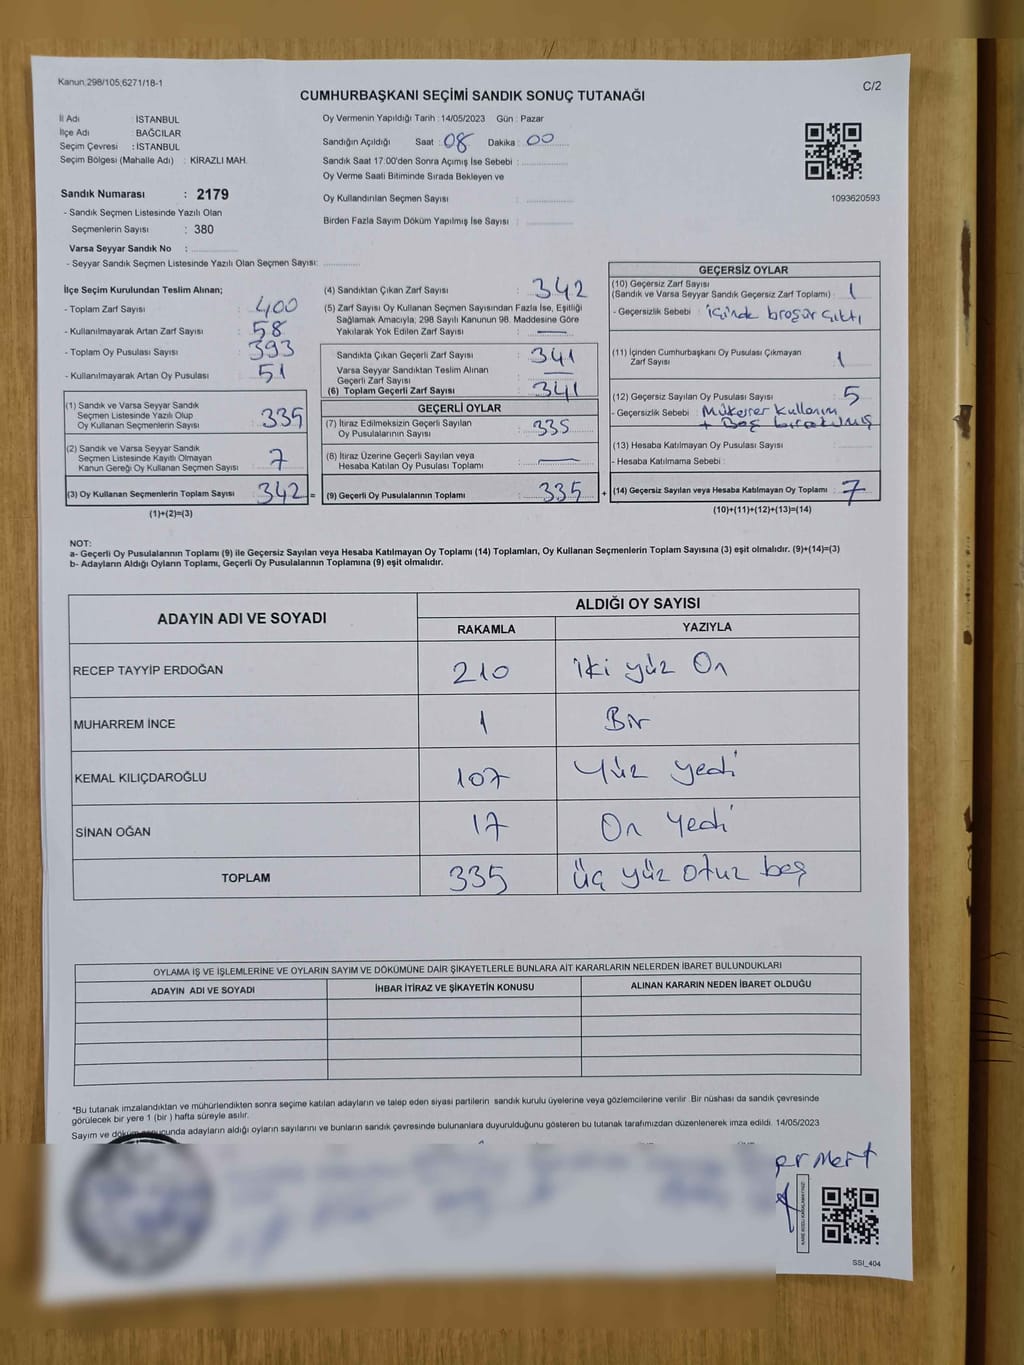 Kanun 298/105,6271/18-1
C/2
CUMHURBAŞKANI SEÇİMİ SANDIK SONUÇ TUTANAĞI
İl Adı : İSTANBUL
İlçe Adı : BAĞCILAR
Seçim Çevresi : İSTANBUL
Seçim Bölgesi (Mahalle Adı) : KİRAZLI MAH.
Sandık Numarası : 2179
- Sandık Seçmen Listesinde Yazılı Olan
Seçmenlerin Sayısı : 380
Varsa Seyyar Sandık No :
- Seyyar Sandık Seçmen Listesinde Yazılı Olan Seçmen Sayısı:
Oy Vermenin Yapıldığı Tarih : 14/05/2023 Gün : Pazar
Sandığın Açıldığı Saat : 08 Dakika : 00
Sandık Saat 17:00'den Sonra Açımış İse Sebebi :
Oy Verme Saati Bitiminde Sırada Bekleyen ve
Oy Kullandırılan Seçmen Sayısı :
Birden Fazla Sayım Döküm Yapılmış İse Sayısı :
1093620593
İlçe Seçim Kurulundan Teslim Alınan;
- Toplam Zarf Sayısı : 400
- Kullanılmayarak Artan Zarf Sayısı : 58
- Toplam Oy Pusulası Sayısı : 393
- Kullanılmayarak Artan Oy Pusulası : 51
(1) Sandık ve Varsa Seyyar Sandık
Seçmen Listesinde Yazılı Olup
Oy Kullanan Seçmenlerin Sayısı : 335
(2) Sandık ve Varsa Seyyar Sandık
Seçmen Listesinde Kayıtlı Olmayan
Kanun Gereği Oy Kullanan Seçmen Sayısı : 7
(3) Oy Kullanan Seçmenlerin Toplam Sayısı : 342 =
(1)+(2)=(3)
(4) Sandıktan Çıkan Zarf Sayısı : 342
(5) Zarf Sayısı Oy Kullanan Seçmen Sayısından Fazla İse, Eşitliği
Sağlamak Amacıyla; 298 Sayılı Kanunun 98. Maddesine Göre
Yakılarak Yok Edilen Zarf Sayısı : —
Sandıkta Çıkan Geçerli Zarf Sayısı : 341
Varsa Seyyar Sandıktan Teslim Alınan
Geçerli Zarf Sayısı : —
(6) Toplam Geçerli Zarf Sayısı : 341
GEÇERLİ OYLAR
(7) İtiraz Edilmeksizin Geçerli Sayılan
Oy Pusulalarının Sayısı : 335
(8) İtiraz Üzerine Geçerli Sayılan veya
Hesaba Katılan Oy Pusulası Toplamı : —
(9) Geçerli Oy Pusulalarının Toplamı : 335 +
GEÇERSİZ OYLAR
(10) Geçersiz Zarf Sayısı
(Sandık ve Varsa Seyyar Sandık Geçersiz Zarf Toplamı) : 1
- Geçersizlik Sebebi : içinde broşür çıktı
(11) İçinden Cumhurbaşkanı Oy Pusulası Çıkmayan
Zarf Sayısı : 1
(12) Geçersiz Sayılan Oy Pusulası Sayısı : 5
- Geçersizlik Sebebi : Mükerrer kullanım
+ Boş bırakılmış
(13) Hesaba Katılmayan Oy Pusulası Sayısı :
- Hesaba Katılmama Sebebi :
(14) Geçersiz Sayılan veya Hesaba Katılmayan Oy Toplamı : 7
(10)+(11)+(12)+(13)=(14)
NOT:
a- Geçerli Oy Pusulalarının Toplamı (9) ile Geçersiz Sayılan veya Hesaba Katılmayan Oy Toplamı (14) Toplamları, Oy Kullanan Seçmenlerin Toplam Sayısına (3) eşit olmalıdır. (9)+(14)=(3)
b- Adayların Aldığı Oyların Toplamı, Geçerli Oy Pusulalarının Toplamına (9) eşit olmalıdır.
ADAYIN ADI VE SOYADI
ALDIĞI OY SAYISI
RAKAMLA YAZIYLA
RECEP TAYYİP ERDOĞAN 210 iki yüz On
MUHARREM İNCE 1 Bir
KEMAL KILIÇDAROĞLU 107 Yüz yedi
SİNAN OĞAN 17 On Yedi
TOPLAM 335 üç yüz otuz beş
OYLAMA İŞ VE İŞLEMLERİNE VE OYLARIN SAYIM VE DÖKÜMÜNE DAİR ŞİKAYETLERLE BUNLARA AİT KARARLARIN NELERDEN İBARET BULUNDUKLARI
ADAYIN ADI VE SOYADI İHBAR İTİRAZ VE ŞİKAYETİN KONUSU ALINAN KARARIN NEDEN İBARET OLDUĞU
*Bu tutanak imzalandıktan ve mühürlendikten sonra seçime katılan adayların ve talep eden siyasi partilerin sandık kurulu üyelerine veya gözlemcilerine verilir. Bir nüshası da sandık çevresinde
görülecek bir yere 1 (bir ) hafta süreyle asılır.
Sayım ve döküm sonucunda adayların aldığı oyların sayılarını ve bunların sandık çevresinde bulunanlara duyurulduğunu gösteren bu tutanak tarafımızdan düzenlenerek imza edildi. 14/05/2023
er Mert
SSI_404